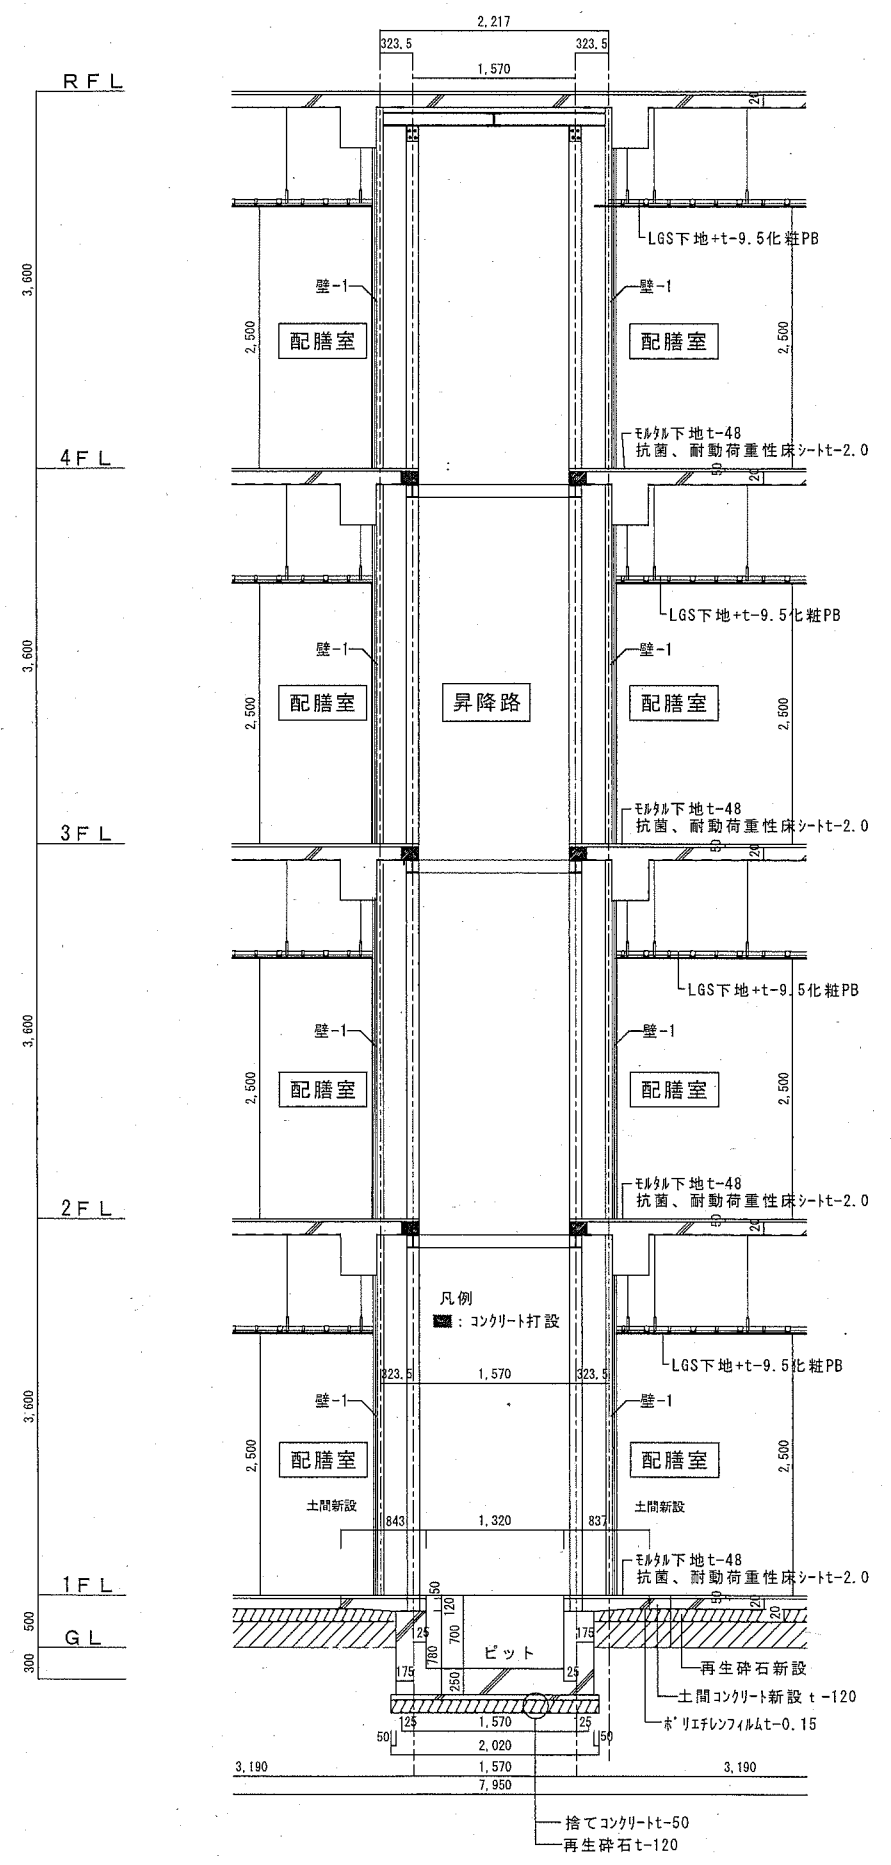 2,217
323.5
323.5
1,570
RFL
20
LGS下地+t-9.5化粧PB
3,600
壁-1
壁-1
2,500
配膳室
配膳室
2,500
モルタル下地t-48
抗菌、耐動荷重性床シートt-2.0
4FL
50
20
LGS下地+t-9.5化粧PB
3,600
壁-1
壁-1
2,500
配膳室
昇降路
配膳室
2,500
モルタル下地t-48
抗菌、耐動荷重性床シートt-2.0
3FL
50
20
LGS下地+t-9.5化粧PB
3,600
壁-1
壁-1
2,500
配膳室
配膳室
2,500
モルタル下地t-48
抗菌、耐動荷重性床シートt-2.0
2FL
50
20
凡例
■：コンクリート打設
LGS下地+t-9.5化粧PB
323.5
1,570
323.5
3,600
壁-1
壁-1
2,500
配膳室
配膳室
2,500
土間新設
土間新設
843
1,320
837
モルタル下地t-48
抗菌、耐動荷重性床シートt-2.0
1FL
50
50
120
20
20
500
GL
25
700
780
175
ピット
300
175
250
25
再生砕石新設
土間コンクリート新設 t-120
ポリエチレンフィルムt-0.15
125
1,570
25
50
50
2,020
3,190
1,570
3,190
7,950
捨てコンクリートt-50
再生砕石t-120